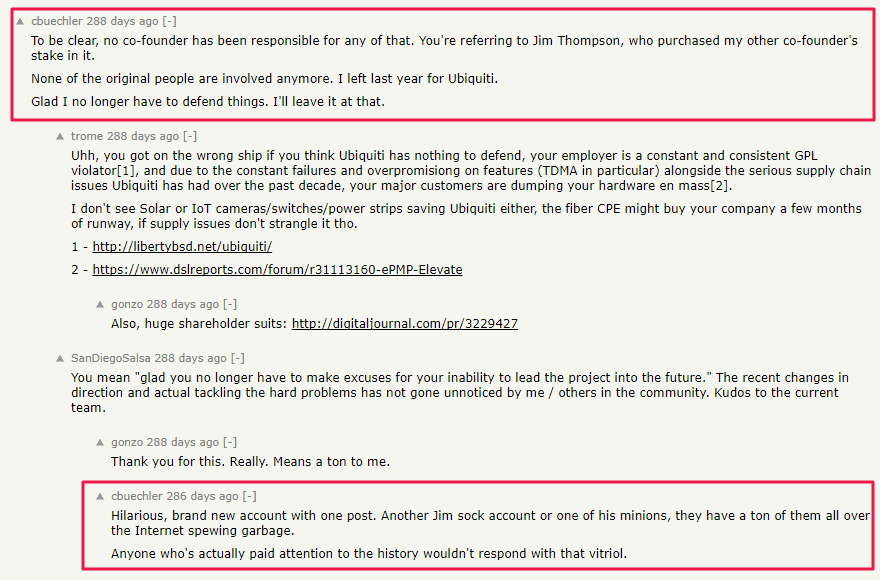 ▲ cbuechler 288 days ago [-]
To be clear, no co-founder has been responsible for any of that. You're referring to Jim Thompson, who purchased my other co-founder's
stake in it.
None of the original people are involved anymore. I left last year for Ubiquiti.
Glad I no longer have to defend things. I'll leave it at that.
▲ trome 288 days ago [-]
Uhh, you got on the wrong ship if you think Ubiquiti has nothing to defend, your employer is a constant and consistent GPL
violator[1], and due to the constant failures and overpromisiong on features (TDMA in particular) alongside the serious supply chain
issues Ubiquiti has had over the past decade, your major customers are dumping your hardware en mass[2].
I don't see Solar or IoT cameras/switches/power strips saving Ubiquiti either, the fiber CPE might buy your company a few months
of runway, if supply issues don't strangle it tho.
1 - http://libertybsd.net/ubiquiti/
2 - https://www.dslreports.com/forum/r31113160-ePMP-Elevate
▲ gonzo 288 days ago [-]
Also, huge shareholder suits: http://digitaljournal.com/pr/3229427
▲ SanDiegoSalsa 288 days ago [-]
You mean "glad you no longer have to make excuses for your inability to lead the project into the future." The recent changes in
direction and actual tackling the hard problems has not gone unnoticed by me / others in the community. Kudos to the current
team.
▲ gonzo 288 days ago [-]
Thank you for this. Really. Means a ton to me.
▲ cbuechler 286 days ago [-]
Hilarious, brand new account with one post. Another Jim sock account or one of his minions, they have a ton of them all over
the Internet spewing garbage.
Anyone who's actually paid attention to the history wouldn't respond with that vitriol.